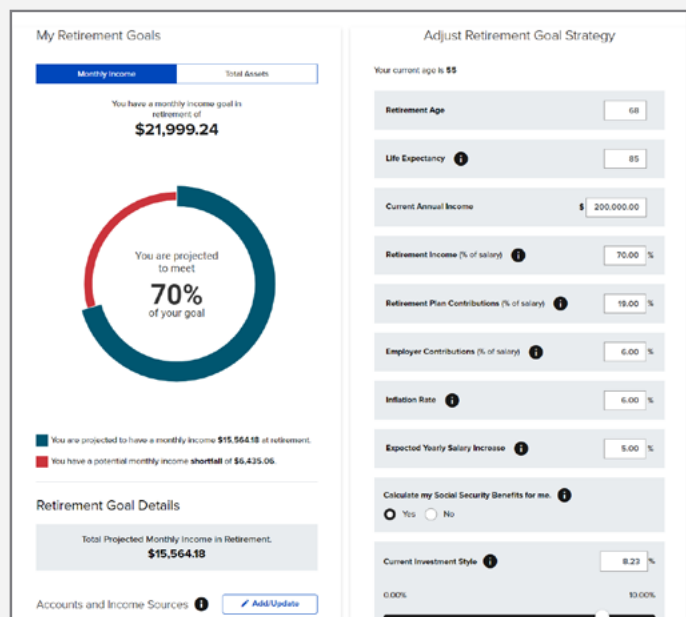 My Retirement Goals
Monthly Income
Total Assets
You have a monthly income goal in
retirement of
$21,999.24
You are projected
to meet
70%
of your goal
You are projected to have a monthly income $15,564.18 at retirement.
You have a potential monthly income shortfall of $6,435.06.
Retirement Goal Details
Total Projected Monthly Income in Retirement.
$15,564.18
Accounts and Income Sources
Add/Update
Adjust Retirement Goal Strategy
Your current age is 55
Retirement Age 68
Life Expectancy 85
Current Annual Income $ 200.000.00
Retirement Income (% of salary) 70.00 %
Retirement Plan Contributions (% of salary) 19.00 %
Employer Contributions (% of salary) 6.00 %
Inflation Rate 6.00 %
Expected Yearly Salary Increase 5.00 %
Calculate my Social Security Benefits for me.
Yes No
Current Investment Style 8.23 %
0.00% 10.00%